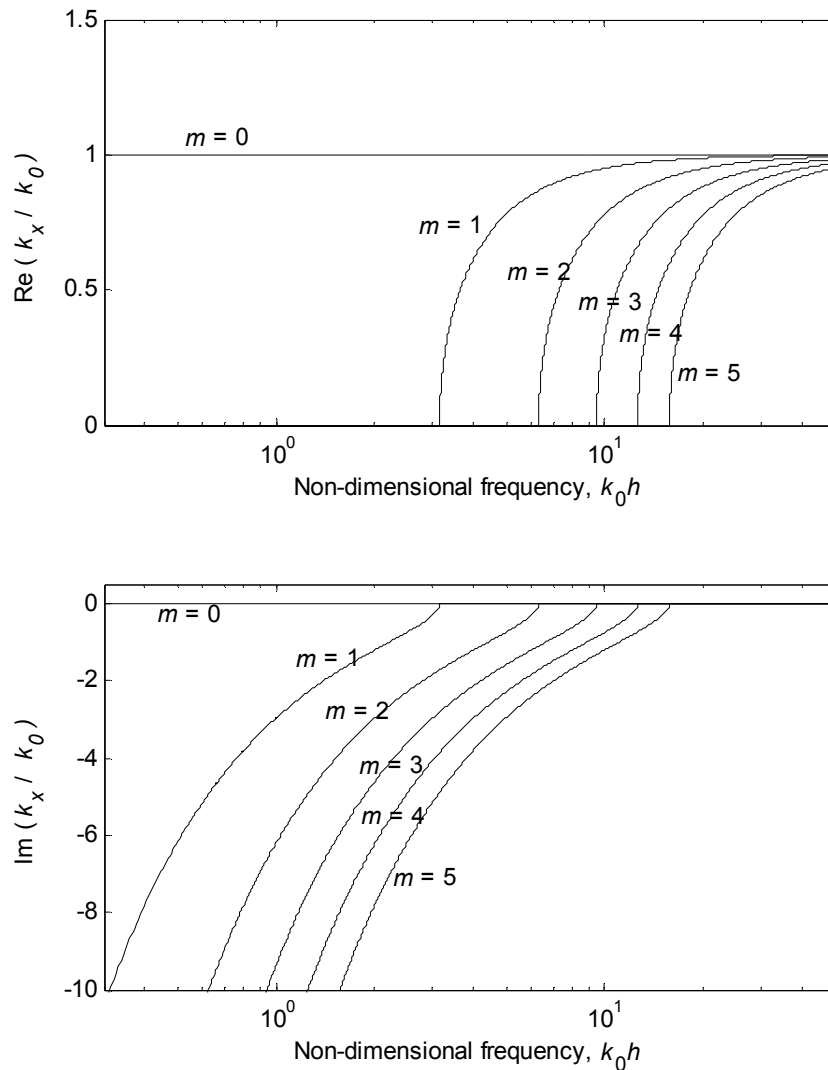 1.5
m = 0
1
m = 1
m = 2
0.5
m = 3
m = 4
m = 5
0
Re ( k_x / k_0 )
10^0
10^1
Non-dimensional frequency, k_0h
0
m = 0
m = 1
-2
m = 2
-4
m = 3
m = 4
-6
m = 5
-8
-10
Im ( k_x / k_0 )
10^0
10^1
Non-dimensional frequency, k_0h